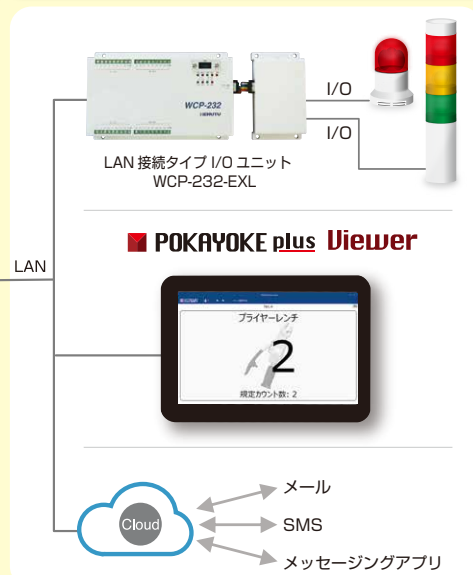 WCP-232
I/O
I/O
LAN 接続タイプ I/O ユニット
WCP-232-EXL
POKAYOKE plus Viewer
LAN
プライヤーレンチ
2
規定カウント数: 2
Cloud
メール
SMS
メッセージングアプリ